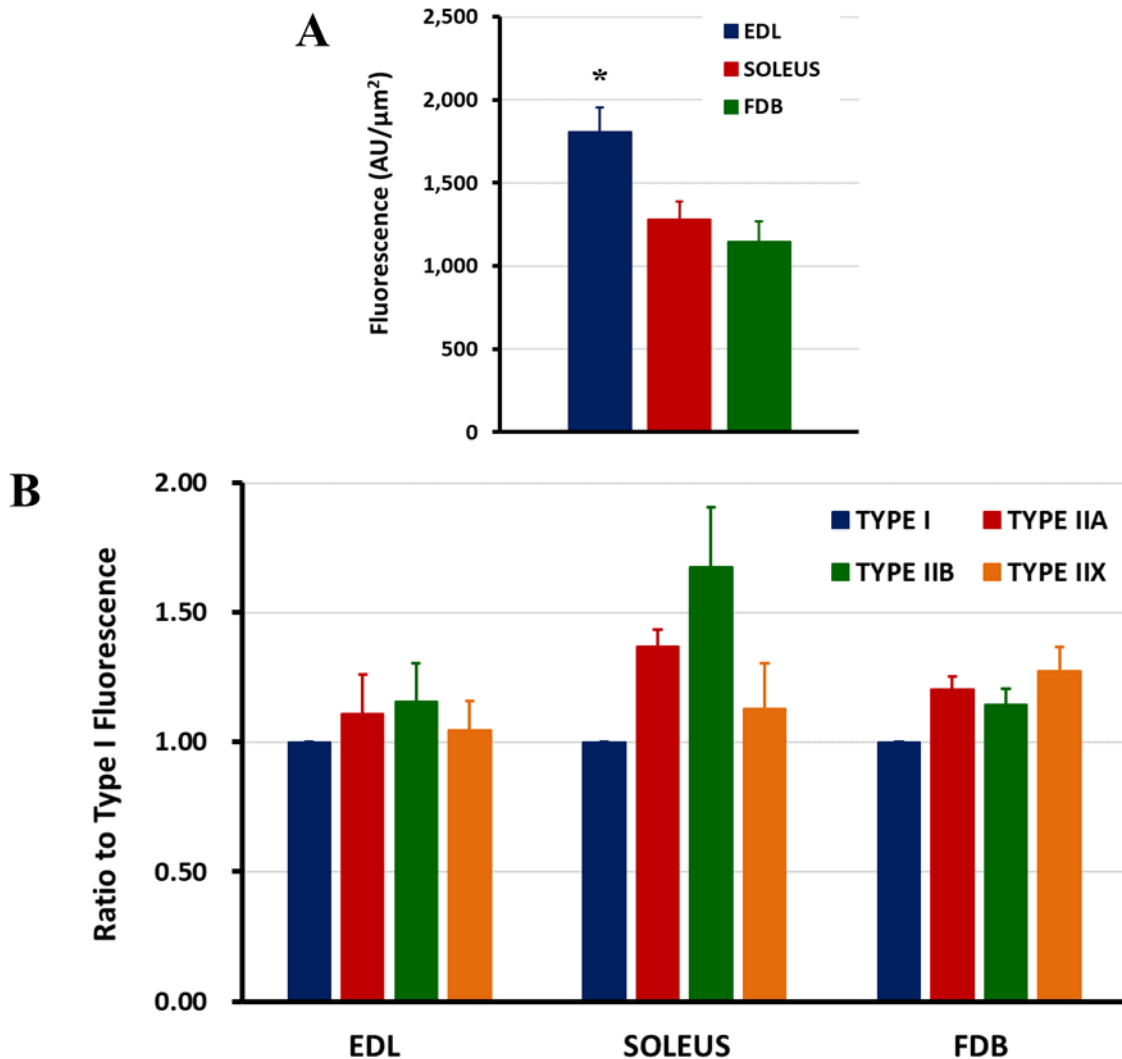 A
2,500
2,000
1,500
1,000
500
0
Fluorescence (AU/µm²)
*
EDL
SOLEUS
FDB
B
2.00
1.50
1.00
0.50
0.00
Ratio to Type I Fluorescence
TYPE I
TYPE IIA
TYPE IIB
TYPE IIX
EDL
SOLEUS
FDB